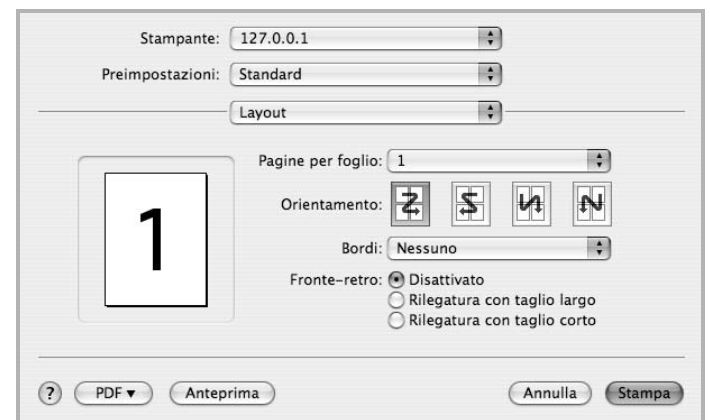 Stampante: 127.0.0.1
Preimpostazioni: Standard
Layout
Pagine per foglio: 1
1
Orientamento:
Bordi: Nessuno
Fronte-retro: Disattivato
Rilegatura con taglio largo
Rilegatura con taglio corto
? PDF ▼ Anteprima Annulla Stampa